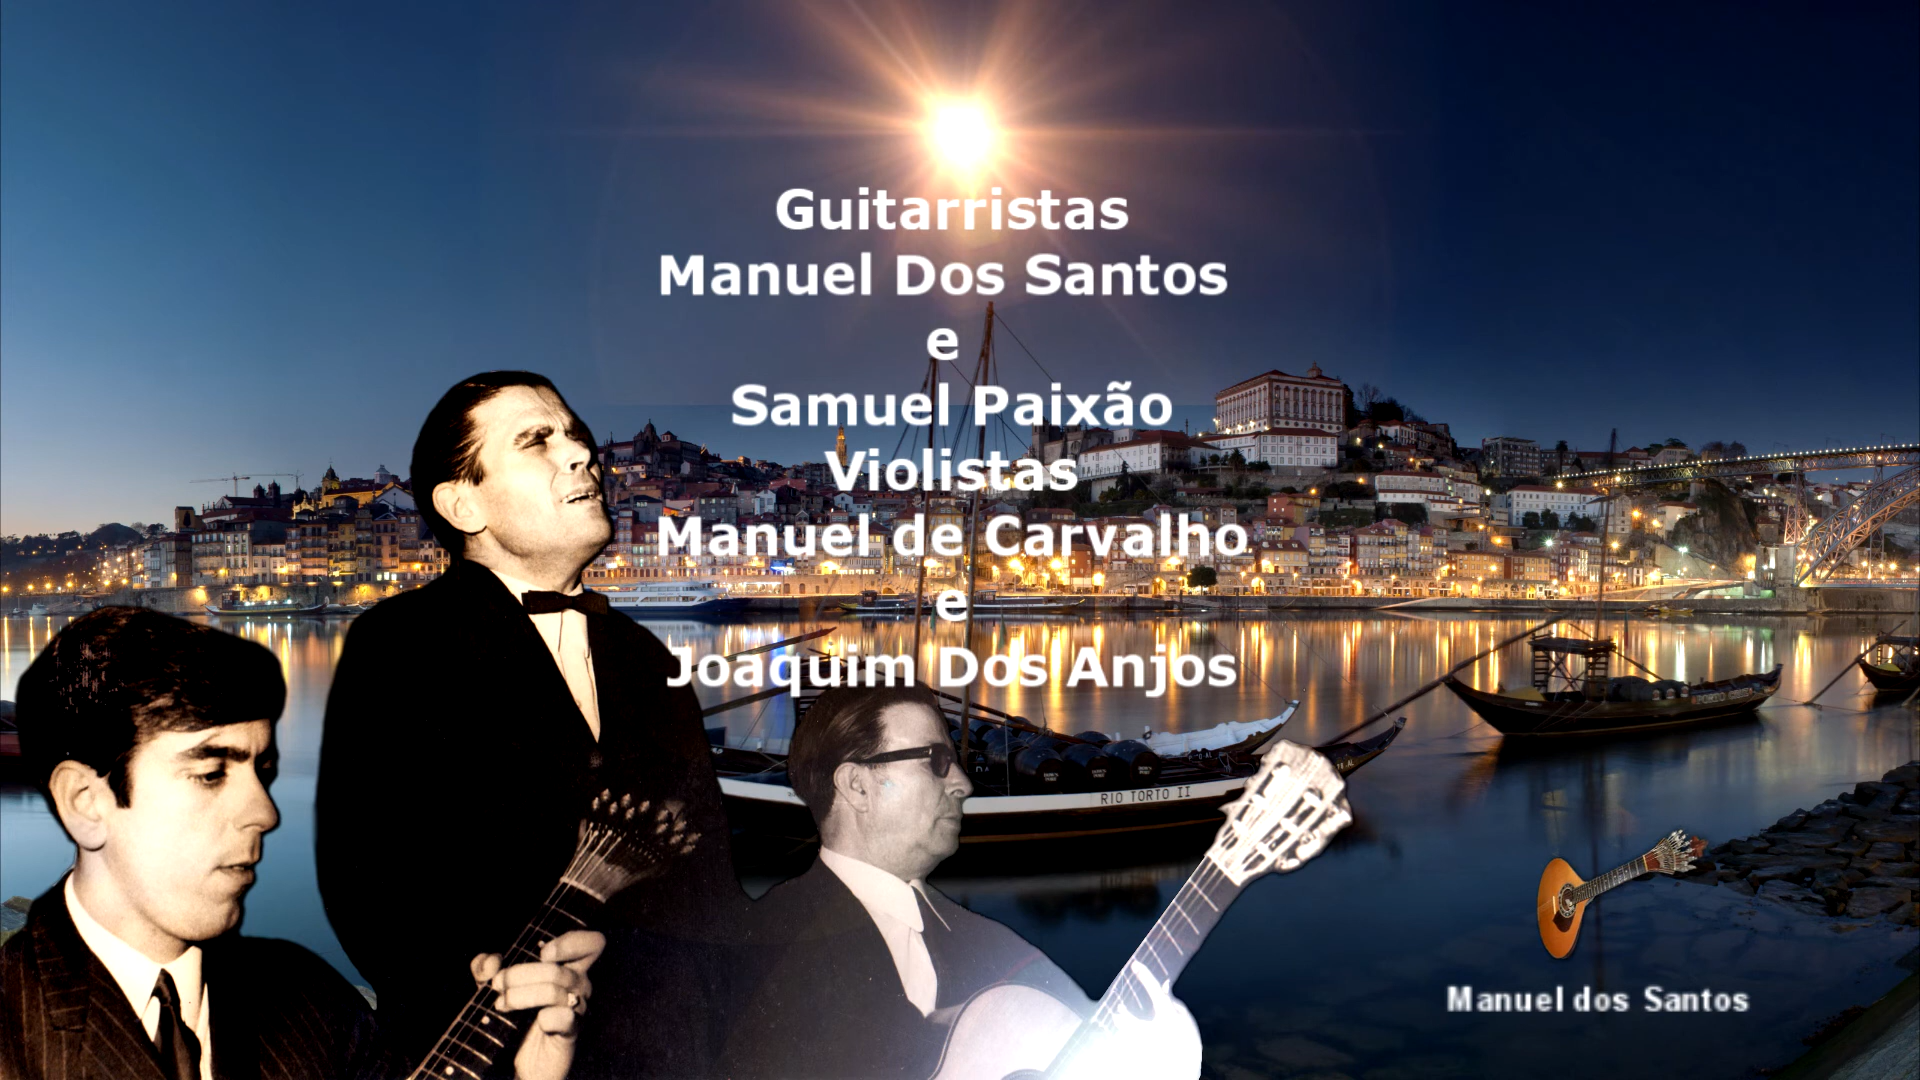 Guitarristas
Manuel Dos Santos
e
Samuel Paixão
Violistas
Manuel de Carvalho
e
Joaquim Dos Anjos
RIO TORTO II
Manuel dos Santos